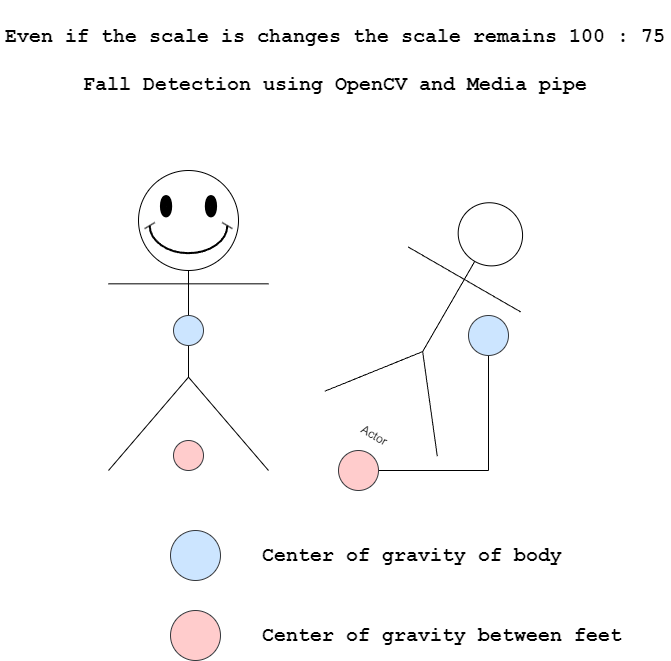 Even if the scale is changes the scale remains 100 : 75
Fall Detection using OpenCV and Media pipe
Actor
Center of gravity of body
Center of gravity between feet